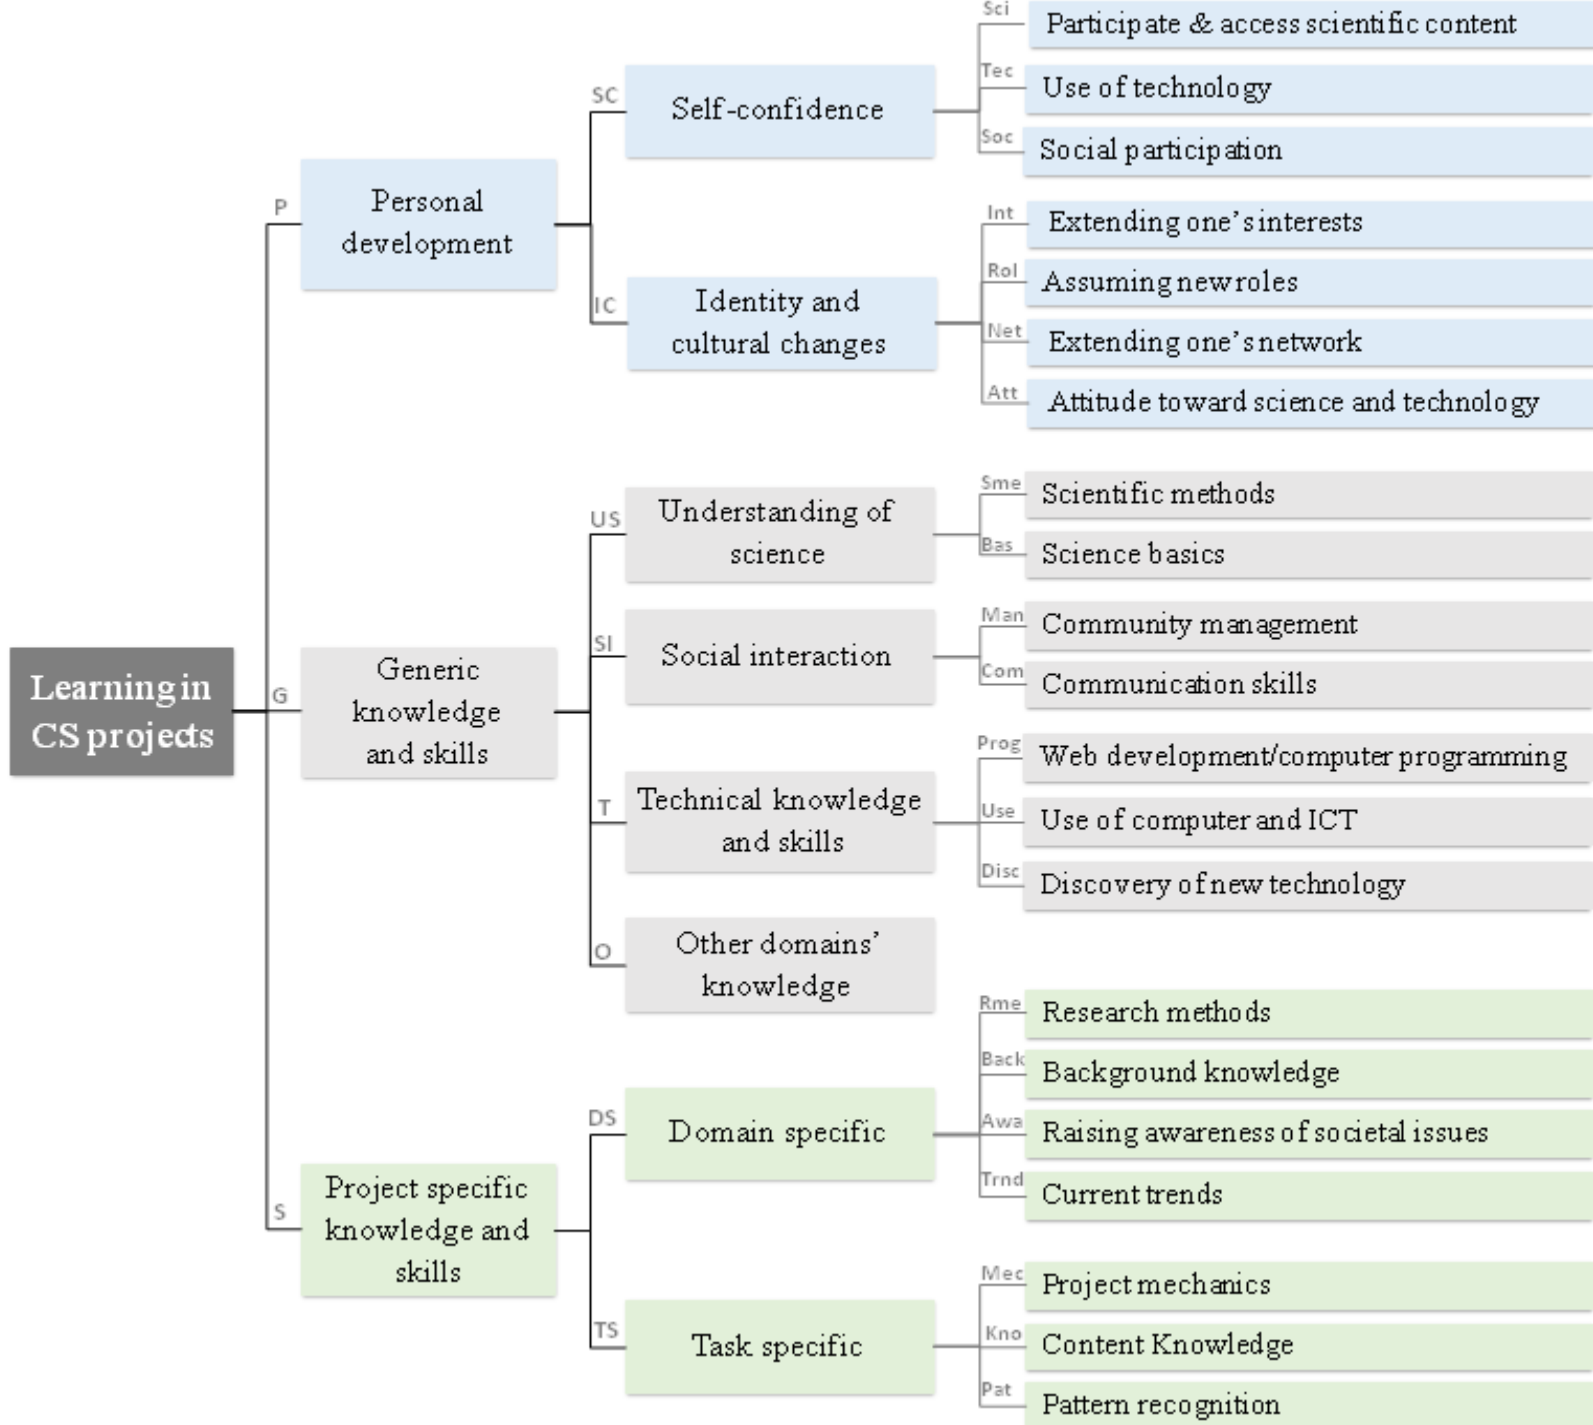 Learning in
CS projects
P
Personal
development
SC
Self-confidence
Sci
Participate & access scientific content
Tec
Use of technology
Soc
Social participation
IC
Identity and
cultural changes
Int
Extending one's interests
Rol
Assuming new roles
Net
Extending one's network
Att
Attitude toward science and technology
G
Generic
knowledge
and skills
US
Understanding of
science
Sme
Scientific methods
Bas
Science basics
SI
Social interaction
Man
Community management
Com
Communication skills
T
Technical knowledge
and skills
Prog
Web development/computer programming
Use
Use of computer and ICT
Disc
Discovery of new technology
O
Other domains'
knowledge
S
Project specific
knowledge and
skills
DS
Domain specific
Rme
Research methods
Back
Background knowledge
Awa
Raising awareness of societal issues
Trnd
Current trends
TS
Task specific
Mec
Project mechanics
Kno
Content Knowledge
Pat
Pattern recognition